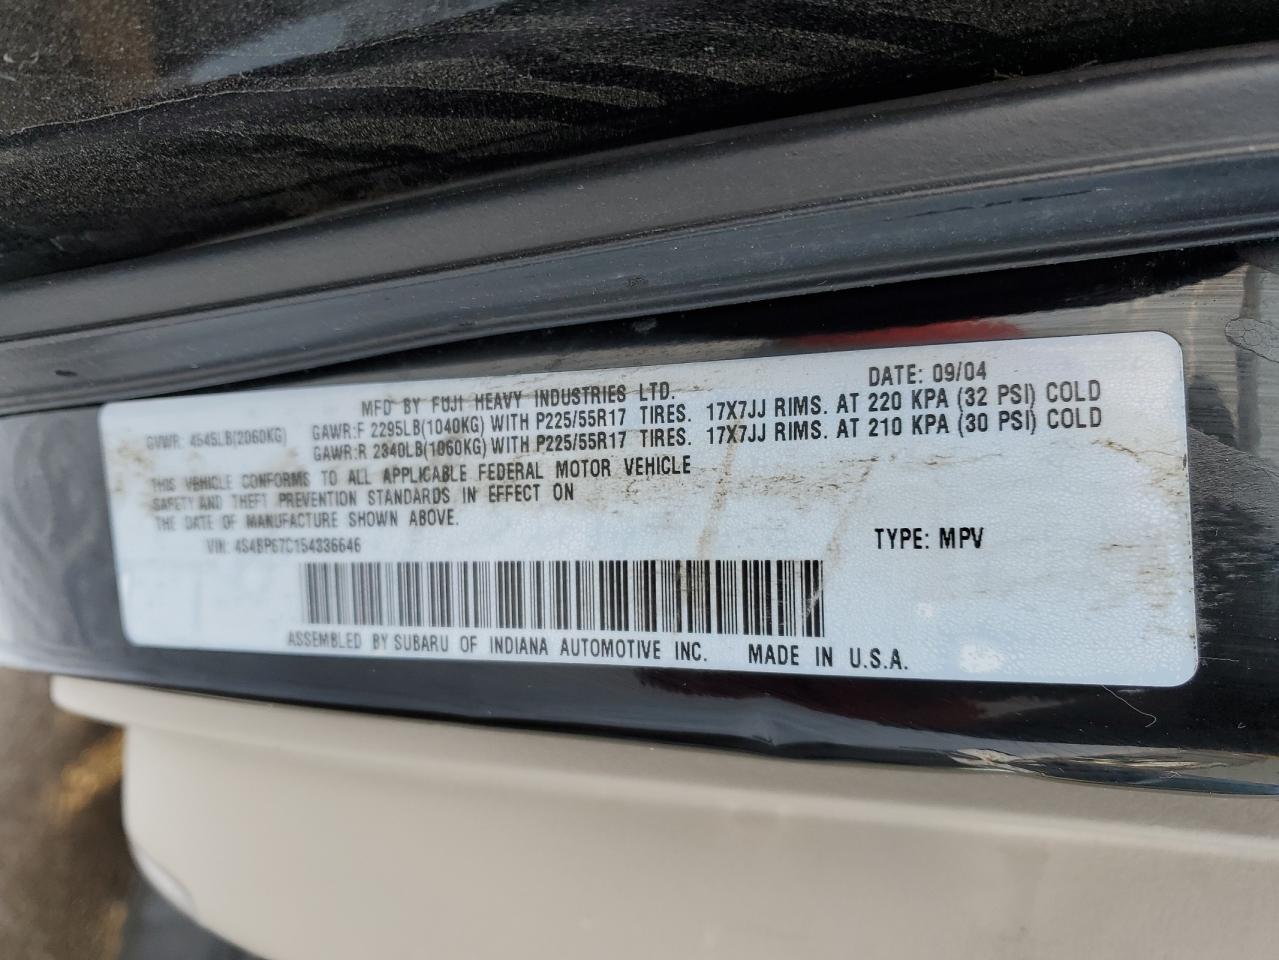 MFD BY FUJI HEAVY INDUSTRIES LTD. DATE: 09/04
GVWR: 4545LB(2060KG) GAWR:F 2295LB(1040KG) WITH P225/55R17 TIRES. 17X7JJ RIMS. AT 220 KPA (32 PSI) COLD
GAWR:R 2340LB(1060KG) WITH P225/55R17 TIRES. 17X7JJ RIMS. AT 210 KPA (30 PSI) COLD
THIS VEHICLE CONFORMS TO ALL APPLICABLE FEDERAL MOTOR VEHICLE
SAFETY AND THEFT PREVENTION STANDARDS IN EFFECT ON
THE DATE OF MANUFACTURE SHOWN ABOVE.
VIN: 4S4BP67C154336646 TYPE: MPV
ASSEMBLED BY SUBARU OF INDIANA AUTOMOTIVE INC. MADE IN U.S.A.